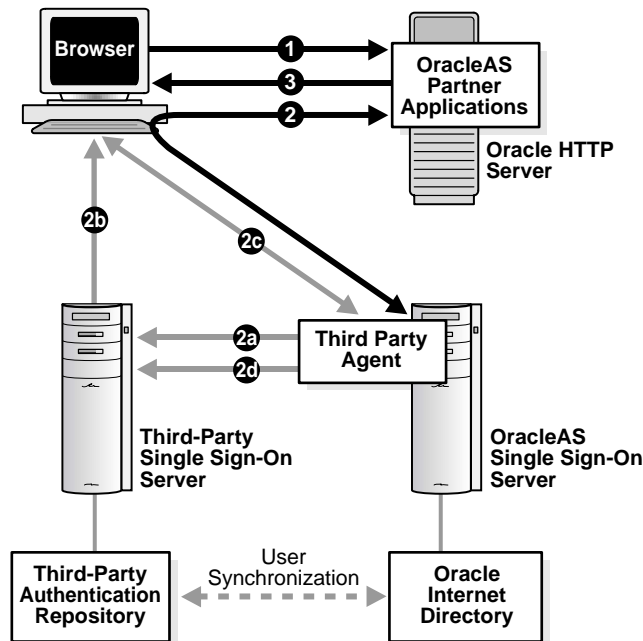 Browser
1
3
2
OracleAS
Partner
Applications
Oracle HTTP
Server
2b
2c
2a
2d
Third Party
Agent
Third-Party
Single Sign-On
Server
OracleAS
Single Sign-On
Server
User
Synchronization
Third-Party
Authentication
Repository
Oracle
Internet
Directory